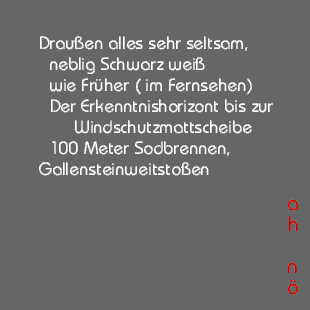 Draußen alles sehr seltsam,
neblig Schwarz weiß
wie Früher ( im Fernsehen)
Der Erkenntnishorizont bis zur
Windschutzmattscheibe
100 Meter Sodbrennen,
Gallensteinweitstoßen
a
h
n
ö